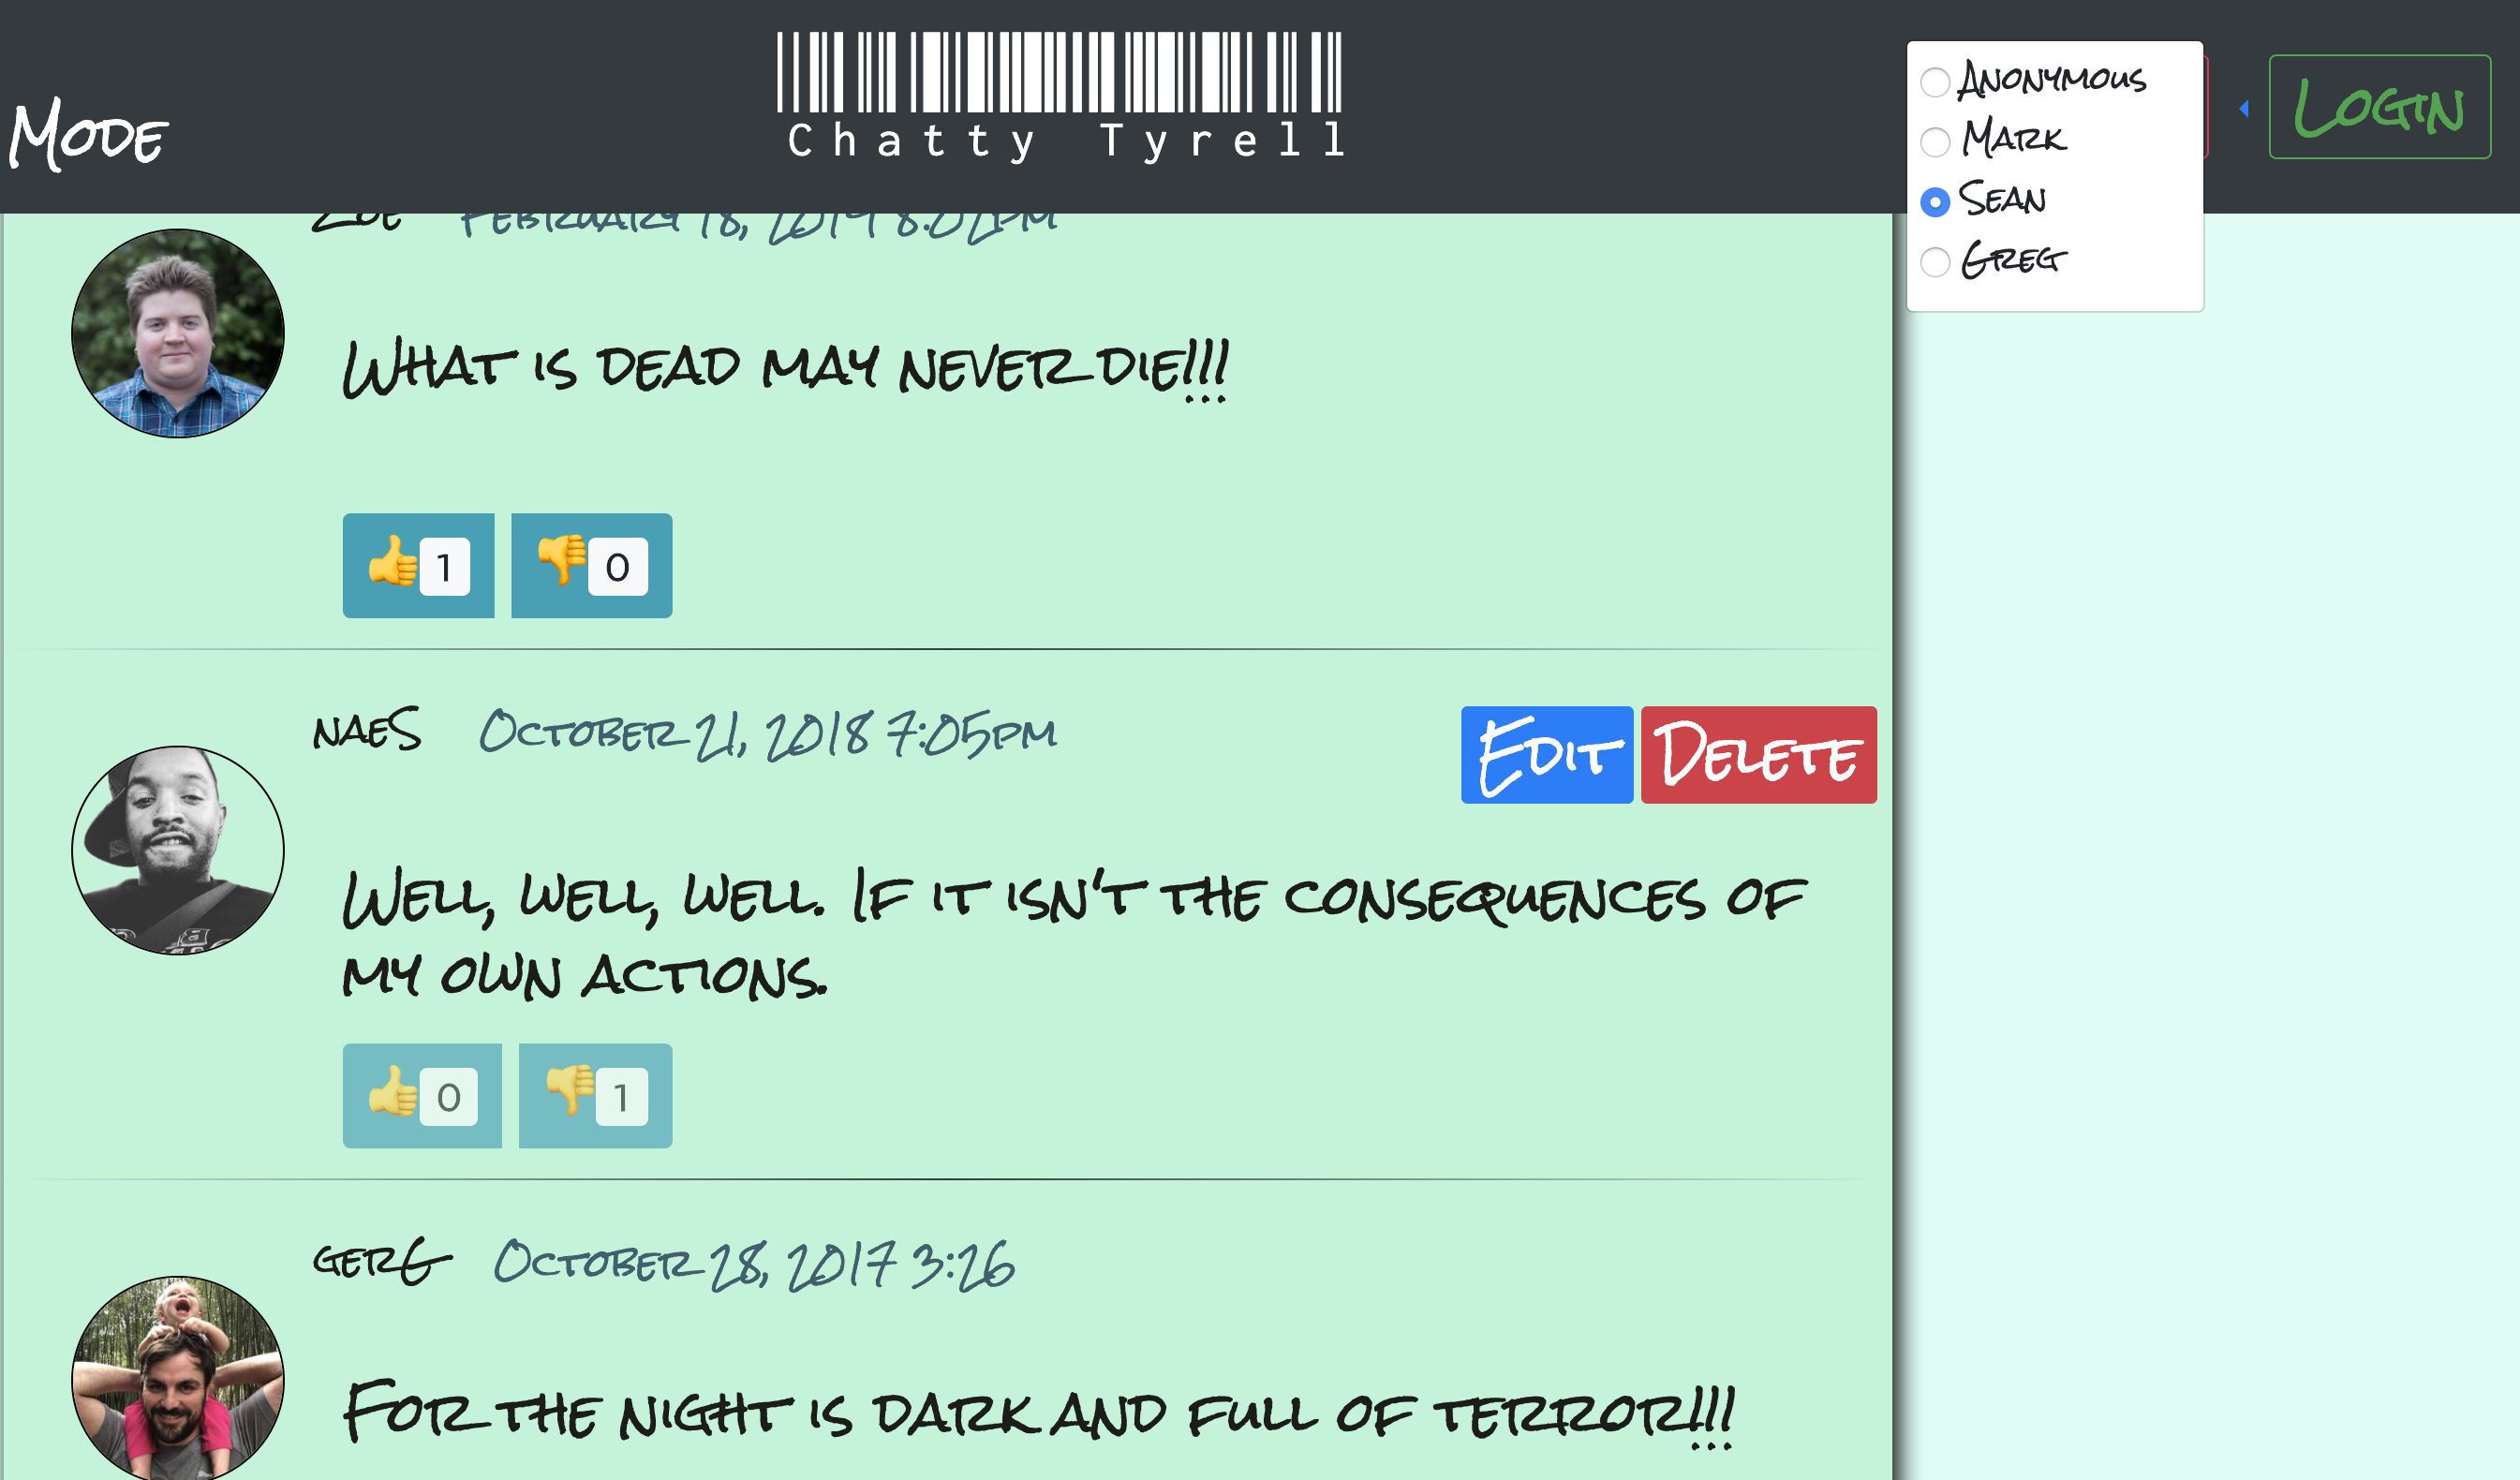 Mode
Chatty Tyrell
Anonymous
Mark
Sean
Greg
Login
Zoe February 18, 2019 8:02pm
What is dead may never die!!!
👍 1 👎 0
naeS October 21, 2018 7:05pm
Edit Delete
Well, well, well. If it isn't the consequences of
my own actions.
👍 0 👎 1
gerG October 28, 2017 3:26
For the night is dark and full of terror!!!